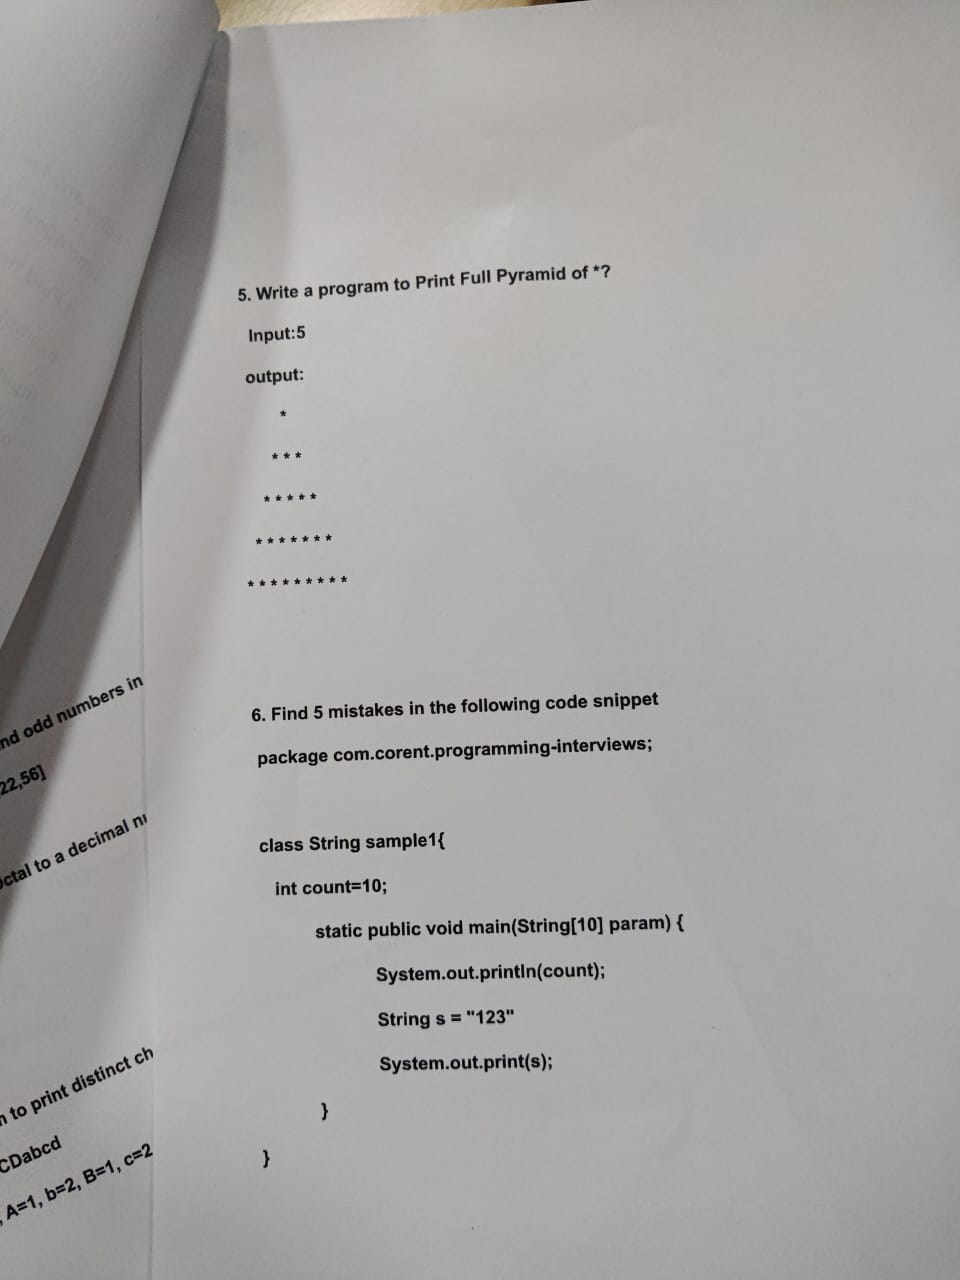 5. Write a program to Print Full Pyramid of *?
Input:5
output:
*
* * *
* * * * *
* * * * * * *
* * * * * * * * *
6. Find 5 mistakes in the following code snippet
package com.corent.programming-interviews;
class String sample1{
int count=10;
static public void main(String[10] param) {
System.out.println(count);
String s = "123"
System.out.print(s);
}
}
odd numbers in
22,56]
to a decimal
to print distinct
CDabcd
, A=1, b=2, B=1, c=2